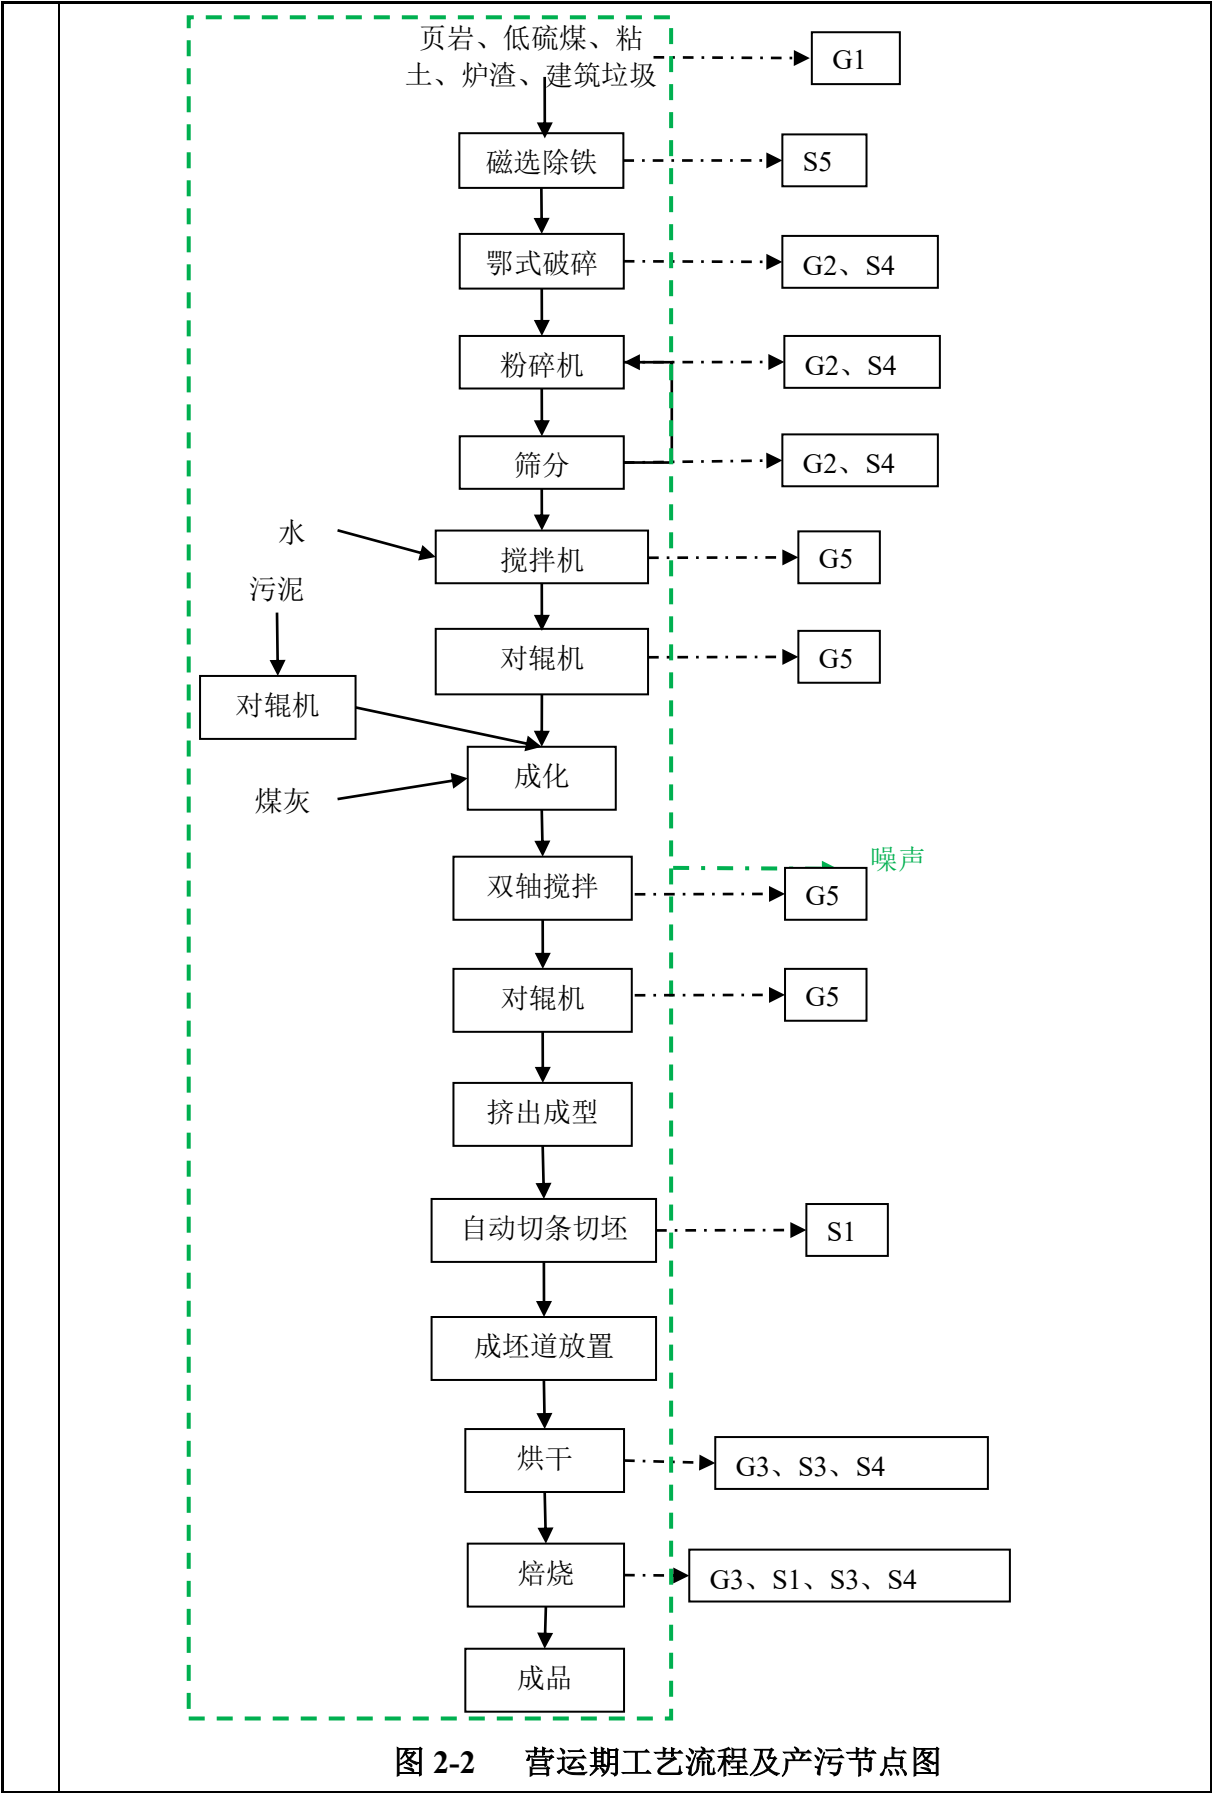 页岩、低硫煤、粘
土、炉渣、建筑垃圾
G1
磁选除铁
S5
鄂式破碎
G2、S4
粉碎机
G2、S4
筛分
G2、S4
水
搅拌机
G5
污泥
对辊机
G5
对辊机
成化
煤灰
噪声
双轴搅拌
G5
对辊机
G5
挤出成型
自动切条切坯
S1
成坯道放置
烘干
G3、S3、S4
焙烧
G3、S1、S3、S4
成品
图 2-2 营运期工艺流程及产污节点图